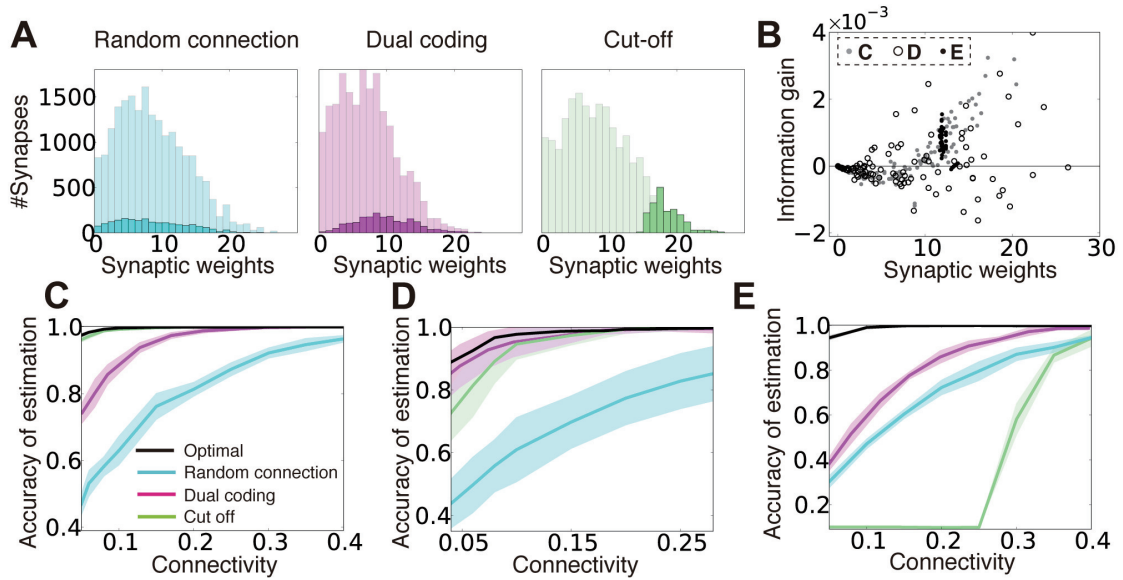 A
Random connection
Dual coding
Cut-off
#Synapses
1500
1000
500
0
0 10 20
Synaptic weights
0 10 20
Synaptic weights
0 10 20
Synaptic weights
B
×10⁻³
C D E
Information gain
4
2
0
−2
0 10 20 30
Synaptic weights
C
Accuracy of estimation
1.0
0.8
0.6
0.4
Optimal
Random connection
Dual coding
Cut off
0.1 0.2 0.3 0.4
Connectivity
D
Accuracy of estimation
1.0
0.8
0.6
0.4
0.05 0.15 0.25
Connectivity
E
Accuracy of estimation
1.0
0.8
0.6
0.4
0.2
0.1 0.2 0.3 0.4
Connectivity